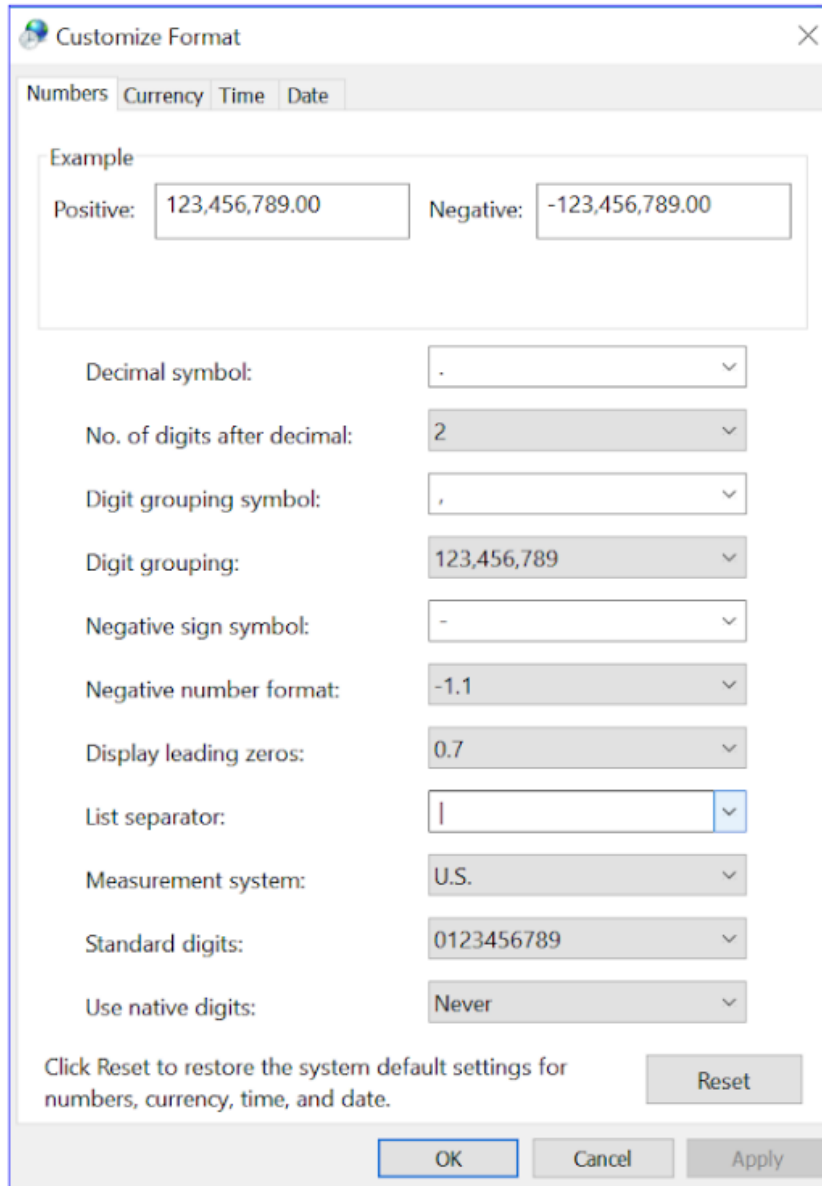 Customize Format
Numbers Currency Time Date
Example
Positive: 123,456,789.00 Negative: -123,456,789.00
Decimal symbol: .
No. of digits after decimal: 2
Digit grouping symbol: ,
Digit grouping: 123,456,789
Negative sign symbol: -
Negative number format: -1.1
Display leading zeros: 0.7
List separator: |
Measurement system: U.S.
Standard digits: 0123456789
Use native digits: Never
Click Reset to restore the system default settings for
numbers, currency, time, and date.
Reset
OK Cancel Apply